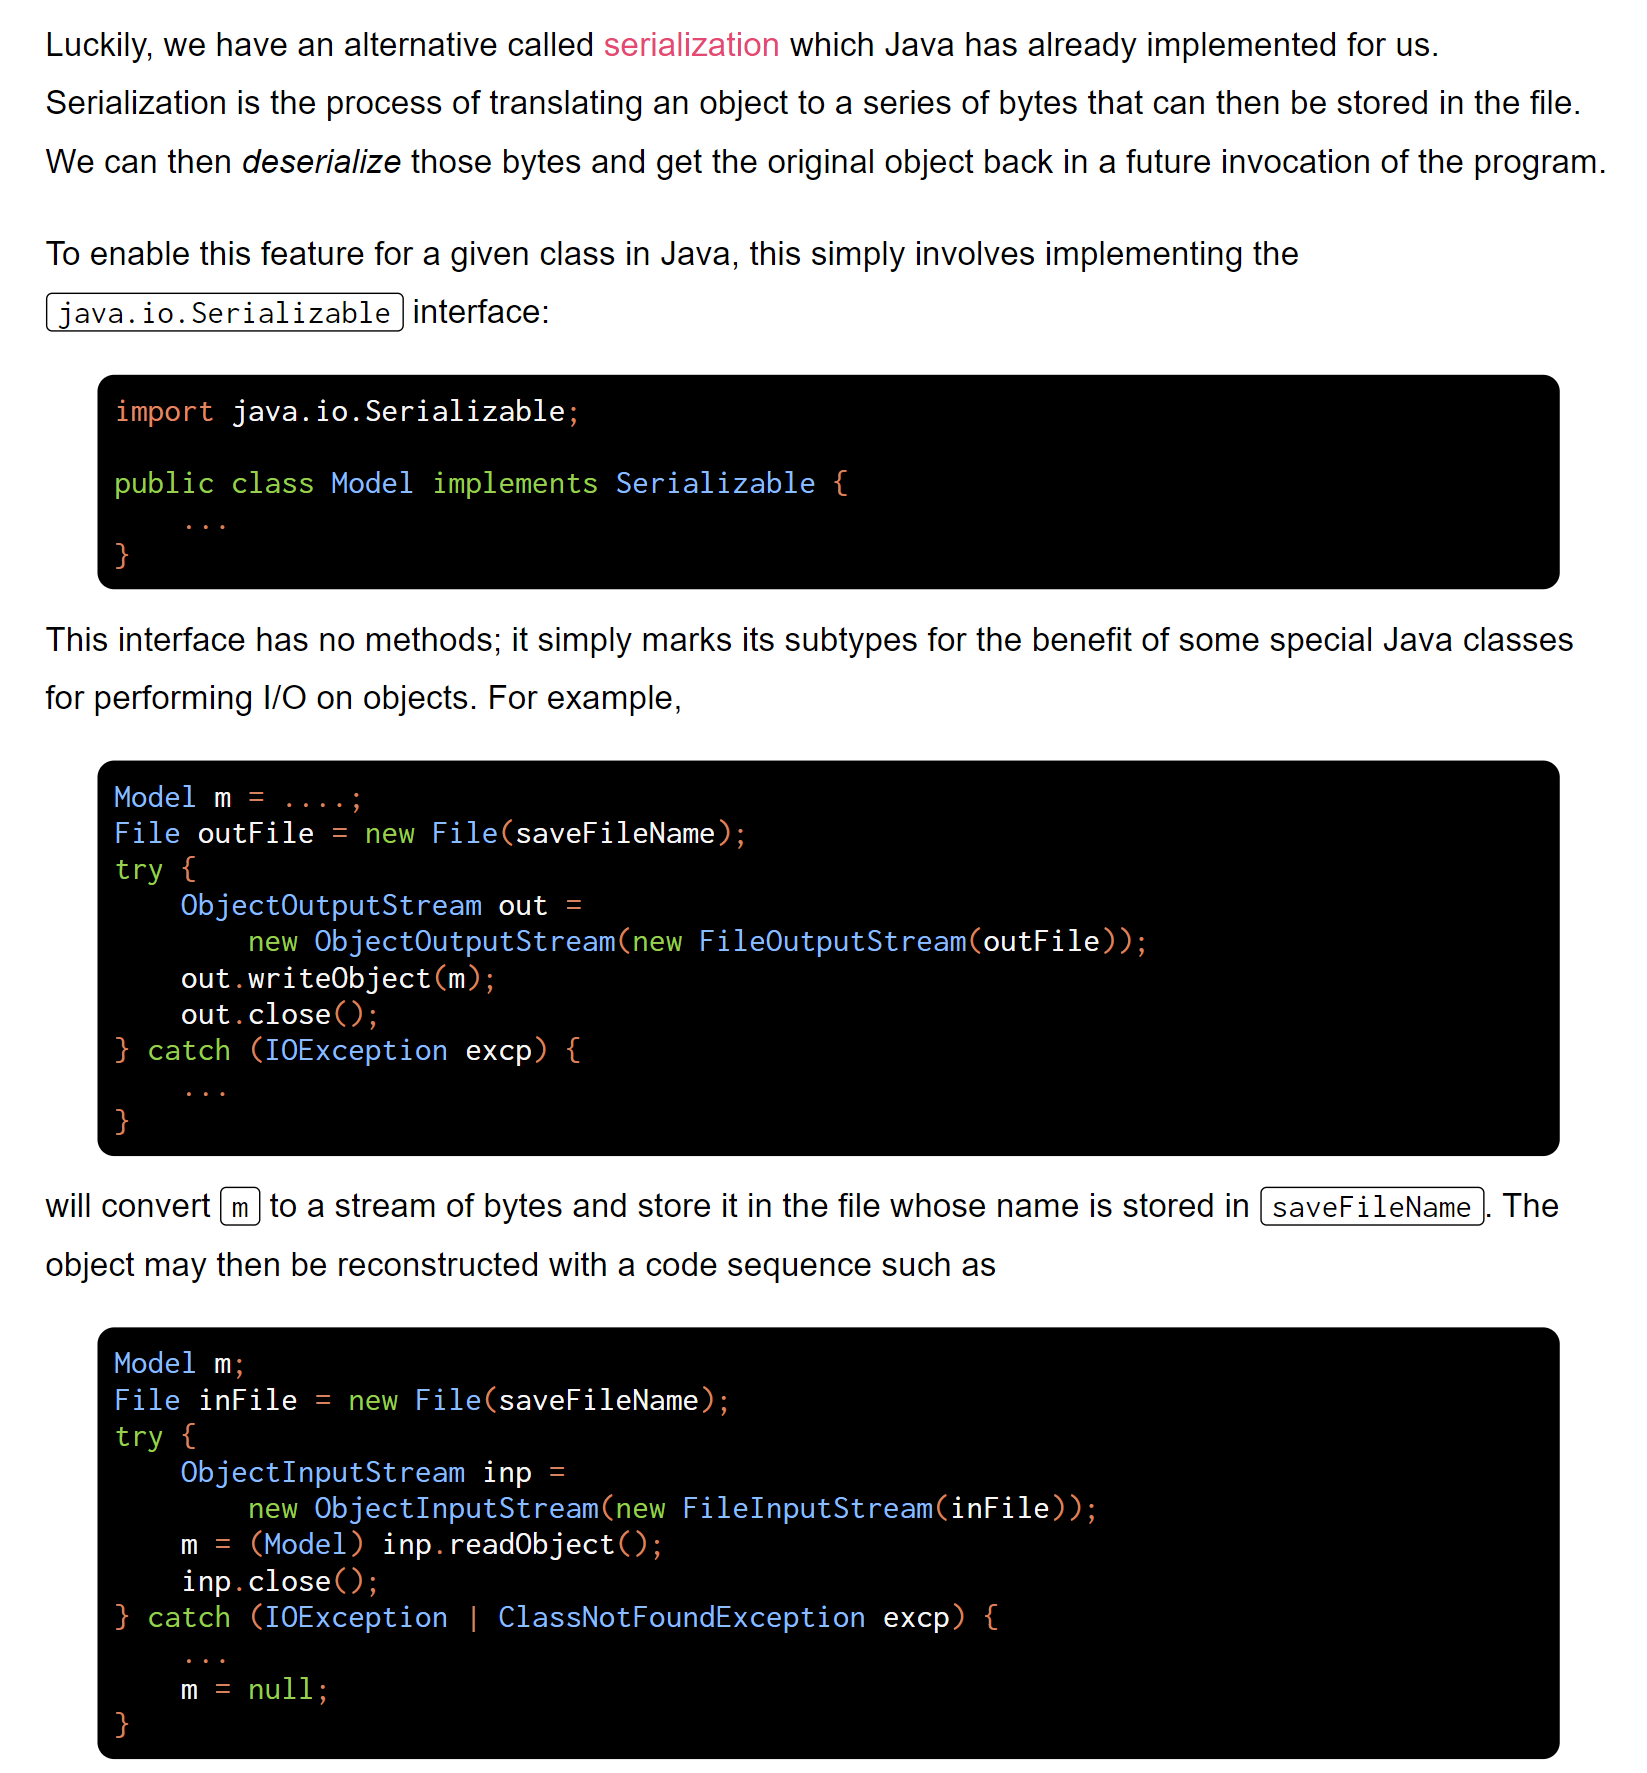 Luckily, we have an alternative called serialization which Java has already implemented for us.
Serialization is the process of translating an object to a series of bytes that can then be stored in the file.
We can then deserialize those bytes and get the original object back in a future invocation of the program.
To enable this feature for a given class in Java, this simply involves implementing the
java.io.Serializable interface:
import java.io.Serializable;
public class Model implements Serializable {
    ...
}
This interface has no methods; it simply marks its subtypes for the benefit of some special Java classes
for performing I/O on objects. For example,
Model m = ....;
File outFile = new File(saveFileName);
try {
    ObjectOutputStream out =
        new ObjectOutputStream(new FileOutputStream(outFile));
    out.writeObject(m);
    out.close();
} catch (IOException excp) {
    ...
}
will convert m to a stream of bytes and store it in the file whose name is stored in saveFileName. The
object may then be reconstructed with a code sequence such as
Model m;
File inFile = new File(saveFileName);
try {
    ObjectInputStream inp =
        new ObjectInputStream(new FileInputStream(inFile));
    m = (Model) inp.readObject();
    inp.close();
} catch (IOException | ClassNotFoundException excp) {
    ...
    m = null;
}